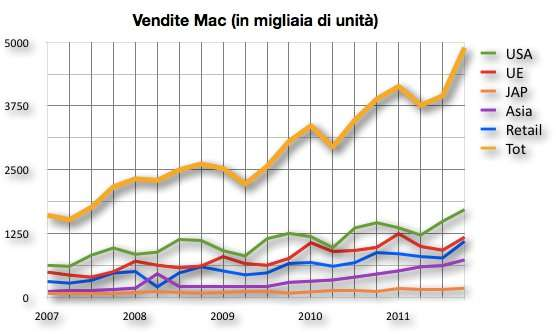 Vendite Mac (in migliaia di unità)
5000
3750
2500
1250
0
2007
2008
2009
2010
2011
USA
UE
JAP
Asia
Retail
Tot